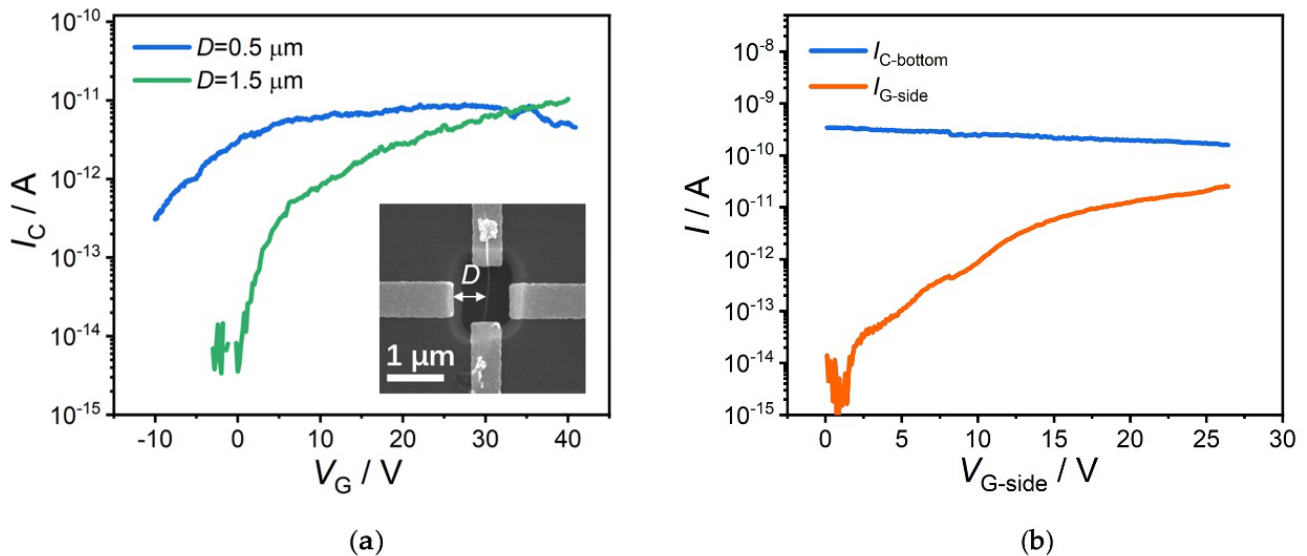 10⁻¹⁰
10⁻¹¹
10⁻¹²
10⁻¹³
10⁻¹⁴
10⁻¹⁵
I_C / A
D=0.5 μm
D=1.5 μm
D
1 μm
-10 0 10 20 30 40
V_G / V
(a)
10⁻⁸
10⁻⁹
10⁻¹⁰
10⁻¹¹
10⁻¹²
10⁻¹³
10⁻¹⁴
10⁻¹⁵
I / A
I_C-bottom
I_G-side
0 5 10 15 20 25 30
V_G-side / V
(b)